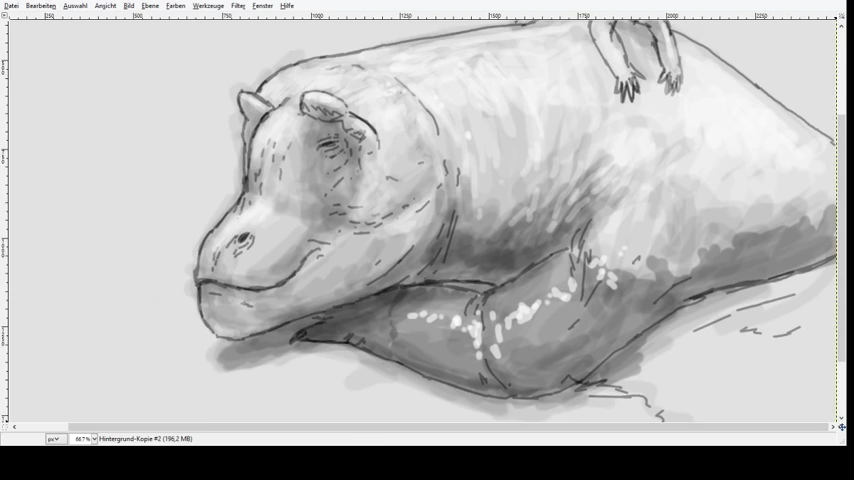 Datei Bearbeiten Auswahl Ansicht Bild Ebene Farben Werkzeuge Filter Fenster Hilfe
250 500 750 1000 1250 1500 1750 2000 2250
px 66.7% Hintergrund-Kopie #2 (196,2 MB)